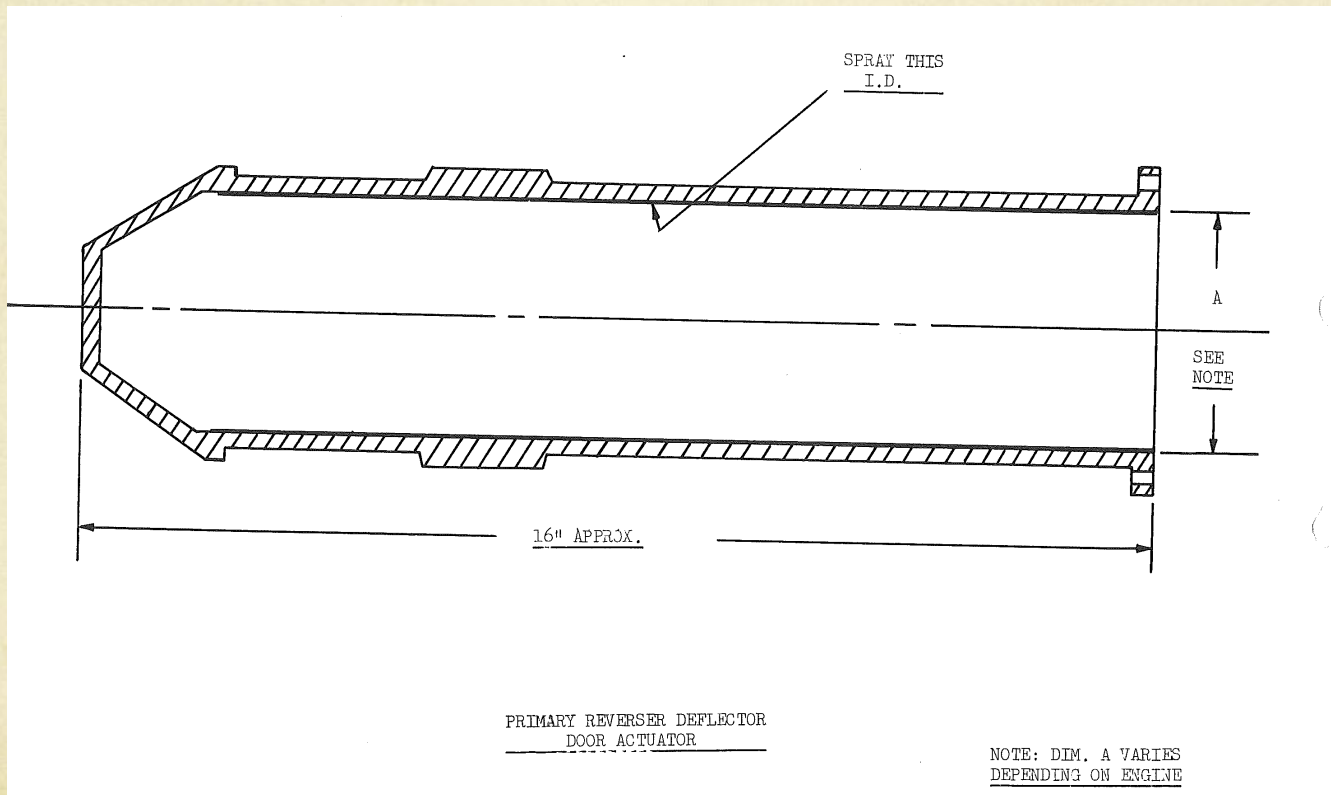 SPRAY THIS
I.D.
A
SEE
NOTE
16" APPROX.
PRIMARY REVERSER DEFLECTOR
DOOR ACTUATOR
NOTE: DIM. A VARIES
DEPENDING ON ENGINE